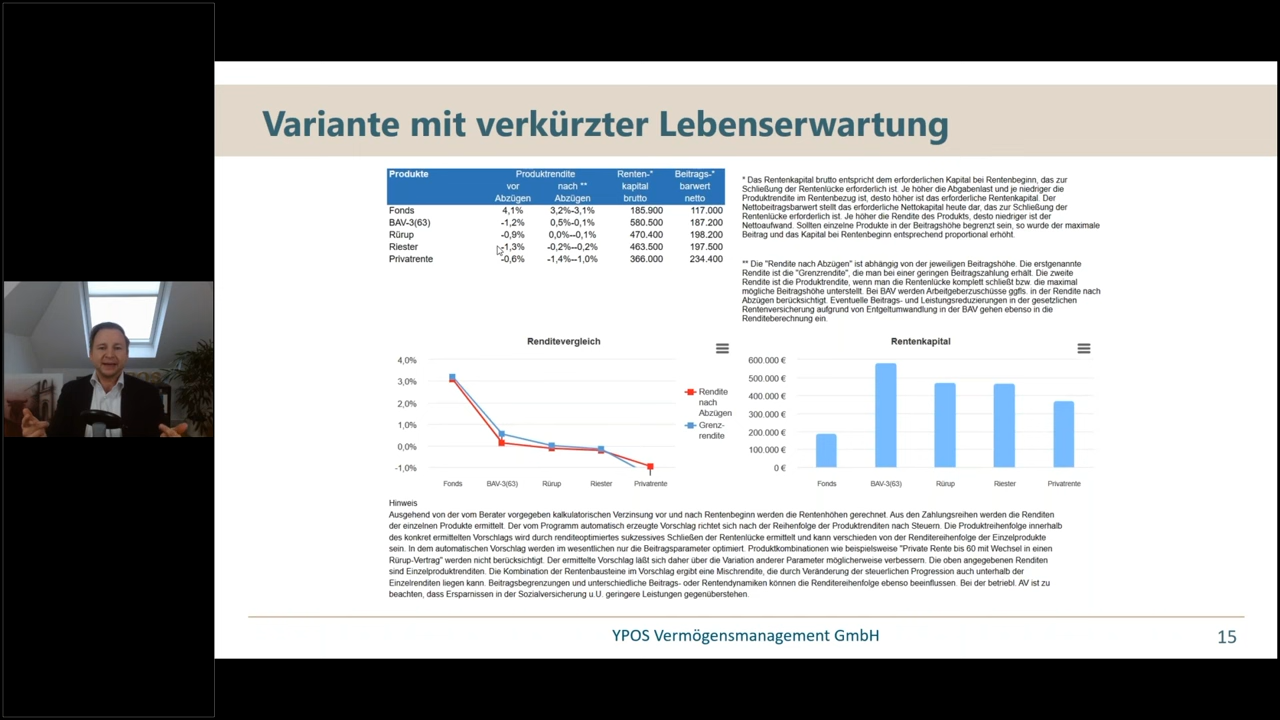 Variante mit verkürzter Lebenserwartung
Produkte Produktrendite Renten-* Beitrags-*
vor nach ** kapital barwert
Abzügen Abzügen brutto netto
Fonds 4,1% 3,2%-3,1% 185.900 117.000
BAV-3(63) -1,2% 0,5%-0,1% 580.500 187.200
Rürup -0,9% 0,0%--0,1% 470.400 198.200
Riester -1,3% -0,2%--0,2% 463.500 197.500
Privatrente -0,6% -1,4%--1,0% 366.000 234.400
* Das Rentenkapital brutto entspricht dem erforderlichen Kapital bei Rentenbeginn, das zur
Schließung der Rentenlücke erforderlich ist. Je höher die Abgabenlast und je niedriger die
Produktrendite im Rentenbezug ist, desto höher ist das erforderliche Rentenkapital. Der
Nettobeitragsbarwert stellt das erforderliche Nettokapital heute dar, das zur Schließung der
Rentenlücke erforderlich ist. Je höher die Rendite des Produkts, desto niedriger ist der
Nettoaufwand. Sollten einzelne Produkte in der Beitragshöhe begrenzt sein, so wurde der maximale
Beitrag und das Kapital bei Rentenbeginn entsprechend proportional erhöht.
** Die "Rendite nach Abzügen" ist abhängig von der jeweiligen Beitragshöhe. Die erstgenannte
Rendite ist die "Grenzrendite", die man bei einer geringen Beitragszahlung erhält. Die zweite
Rendite ist die Produktrendite, wenn man die Rentenlücke komplett schließt bzw. die maximal
mögliche Beitragshöhe unterstellt. Bei BAV werden Arbeitgeberzuschüsse ggfls. in der Rendite nach
Abzügen berücksichtigt. Eventuelle Beitrags- und Leistungsreduzierungen in der gesetzlichen
Rentenversicherung aufgrund von Entgeltumwandlung in der BAV gehen ebenso in die
Renditeberechnung ein.
Renditevergleich
4,0%
3,0%
2,0%
1,0%
0,0%
-1,0%
Fonds BAV-3(63) Rürup Riester Privatrente
Rendite
nach
Abzügen
Grenz-
rendite
Rentenkapital
600.000 €
500.000 €
400.000 €
300.000 €
200.000 €
100.000 €
0 €
Fonds BAV-3(63) Rürup Riester Privatrente
Hinweis
Ausgehend von der vom Berater vorgegeben kalkulatorischen Verzinsung vor und nach Rentenbeginn werden die Rentenhöhen gerechnet. Aus den Zahlungsreihen werden die Renditen
der einzelnen Produkte ermittelt. Der vom Programm automatisch erzeugte Vorschlag richtet sich nach der Reihenfolge der Produktrenditen nach Steuern. Die Produktreihenfolge innerhalb
des konkret ermittelten Vorschlags wird durch renditeoptimiertes sukzessives Schließen der Rentenlücke ermittelt und kann verschieden von der Renditereihenfolge der Einzelprodukte
sein. In dem automatischen Vorschlag werden im wesentlichen nur die Beitragsparameter optimiert. Produktkombinationen wie beispielsweise "Private Rente bis 60 mit Wechsel in einen
Rürup-Vertrag" werden nicht berücksichtigt. Der ermittelte Vorschlag läßt sich daher über die Variation anderer Parameter möglicherweise verbessern. Die oben angegebenen Renditen
sind Einzelproduktrenditen. Die Kombination der Rentenbausteine im Vorschlag ergibt eine Mischrendite, die durch Veränderung der steuerlichen Progression auch unterhalb der
Einzelrenditen liegen kann. Beitragsbegrenzungen und unterschiedliche Beitrags- oder Rentendynamiken können die Renditereihenfolge ebenso beeinflussen. Bei der betriebl. AV ist zu
beachten, dass Ersparnissen in der Sozialversicherung u.U. geringere Leistungen gegenüberstehen.
YPOS Vermögensmanagement GmbH
15